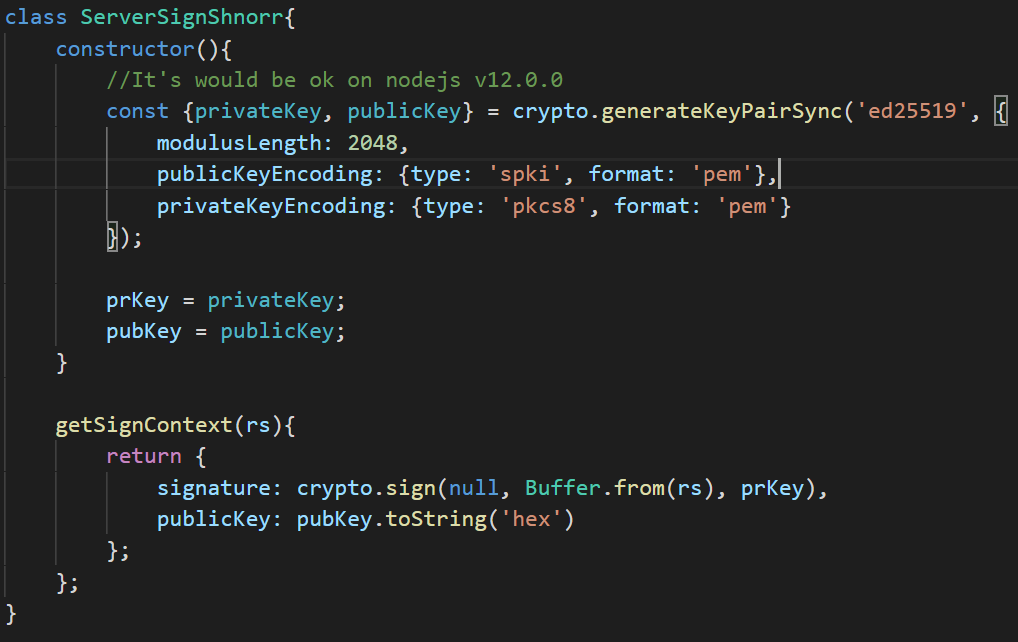 class ServerSignShnorr{
constructor(){
//It's would be ok on nodejs v12.0.0
const {privateKey, publicKey} = crypto.generateKeyPairSync('ed25519', {
modulusLength: 2048,
publicKeyEncoding: {type: 'spki', format: 'pem'},
privateKeyEncoding: {type: 'pkcs8', format: 'pem'}
});
prKey = privateKey;
pubKey = publicKey;
}
getSignContext(rs){
return {
signature: crypto.sign(null, Buffer.from(rs), prKey),
publicKey: pubKey.toString('hex')
};
};
}